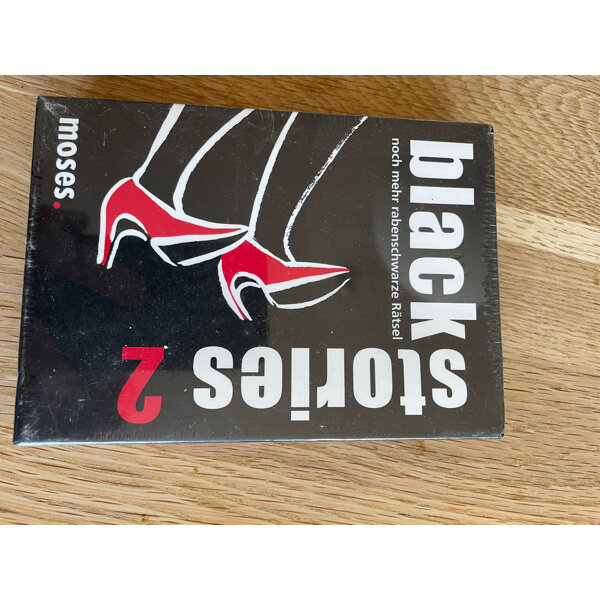 black
noch mehr rabenschwarze Rätsel
stories 2
moses.